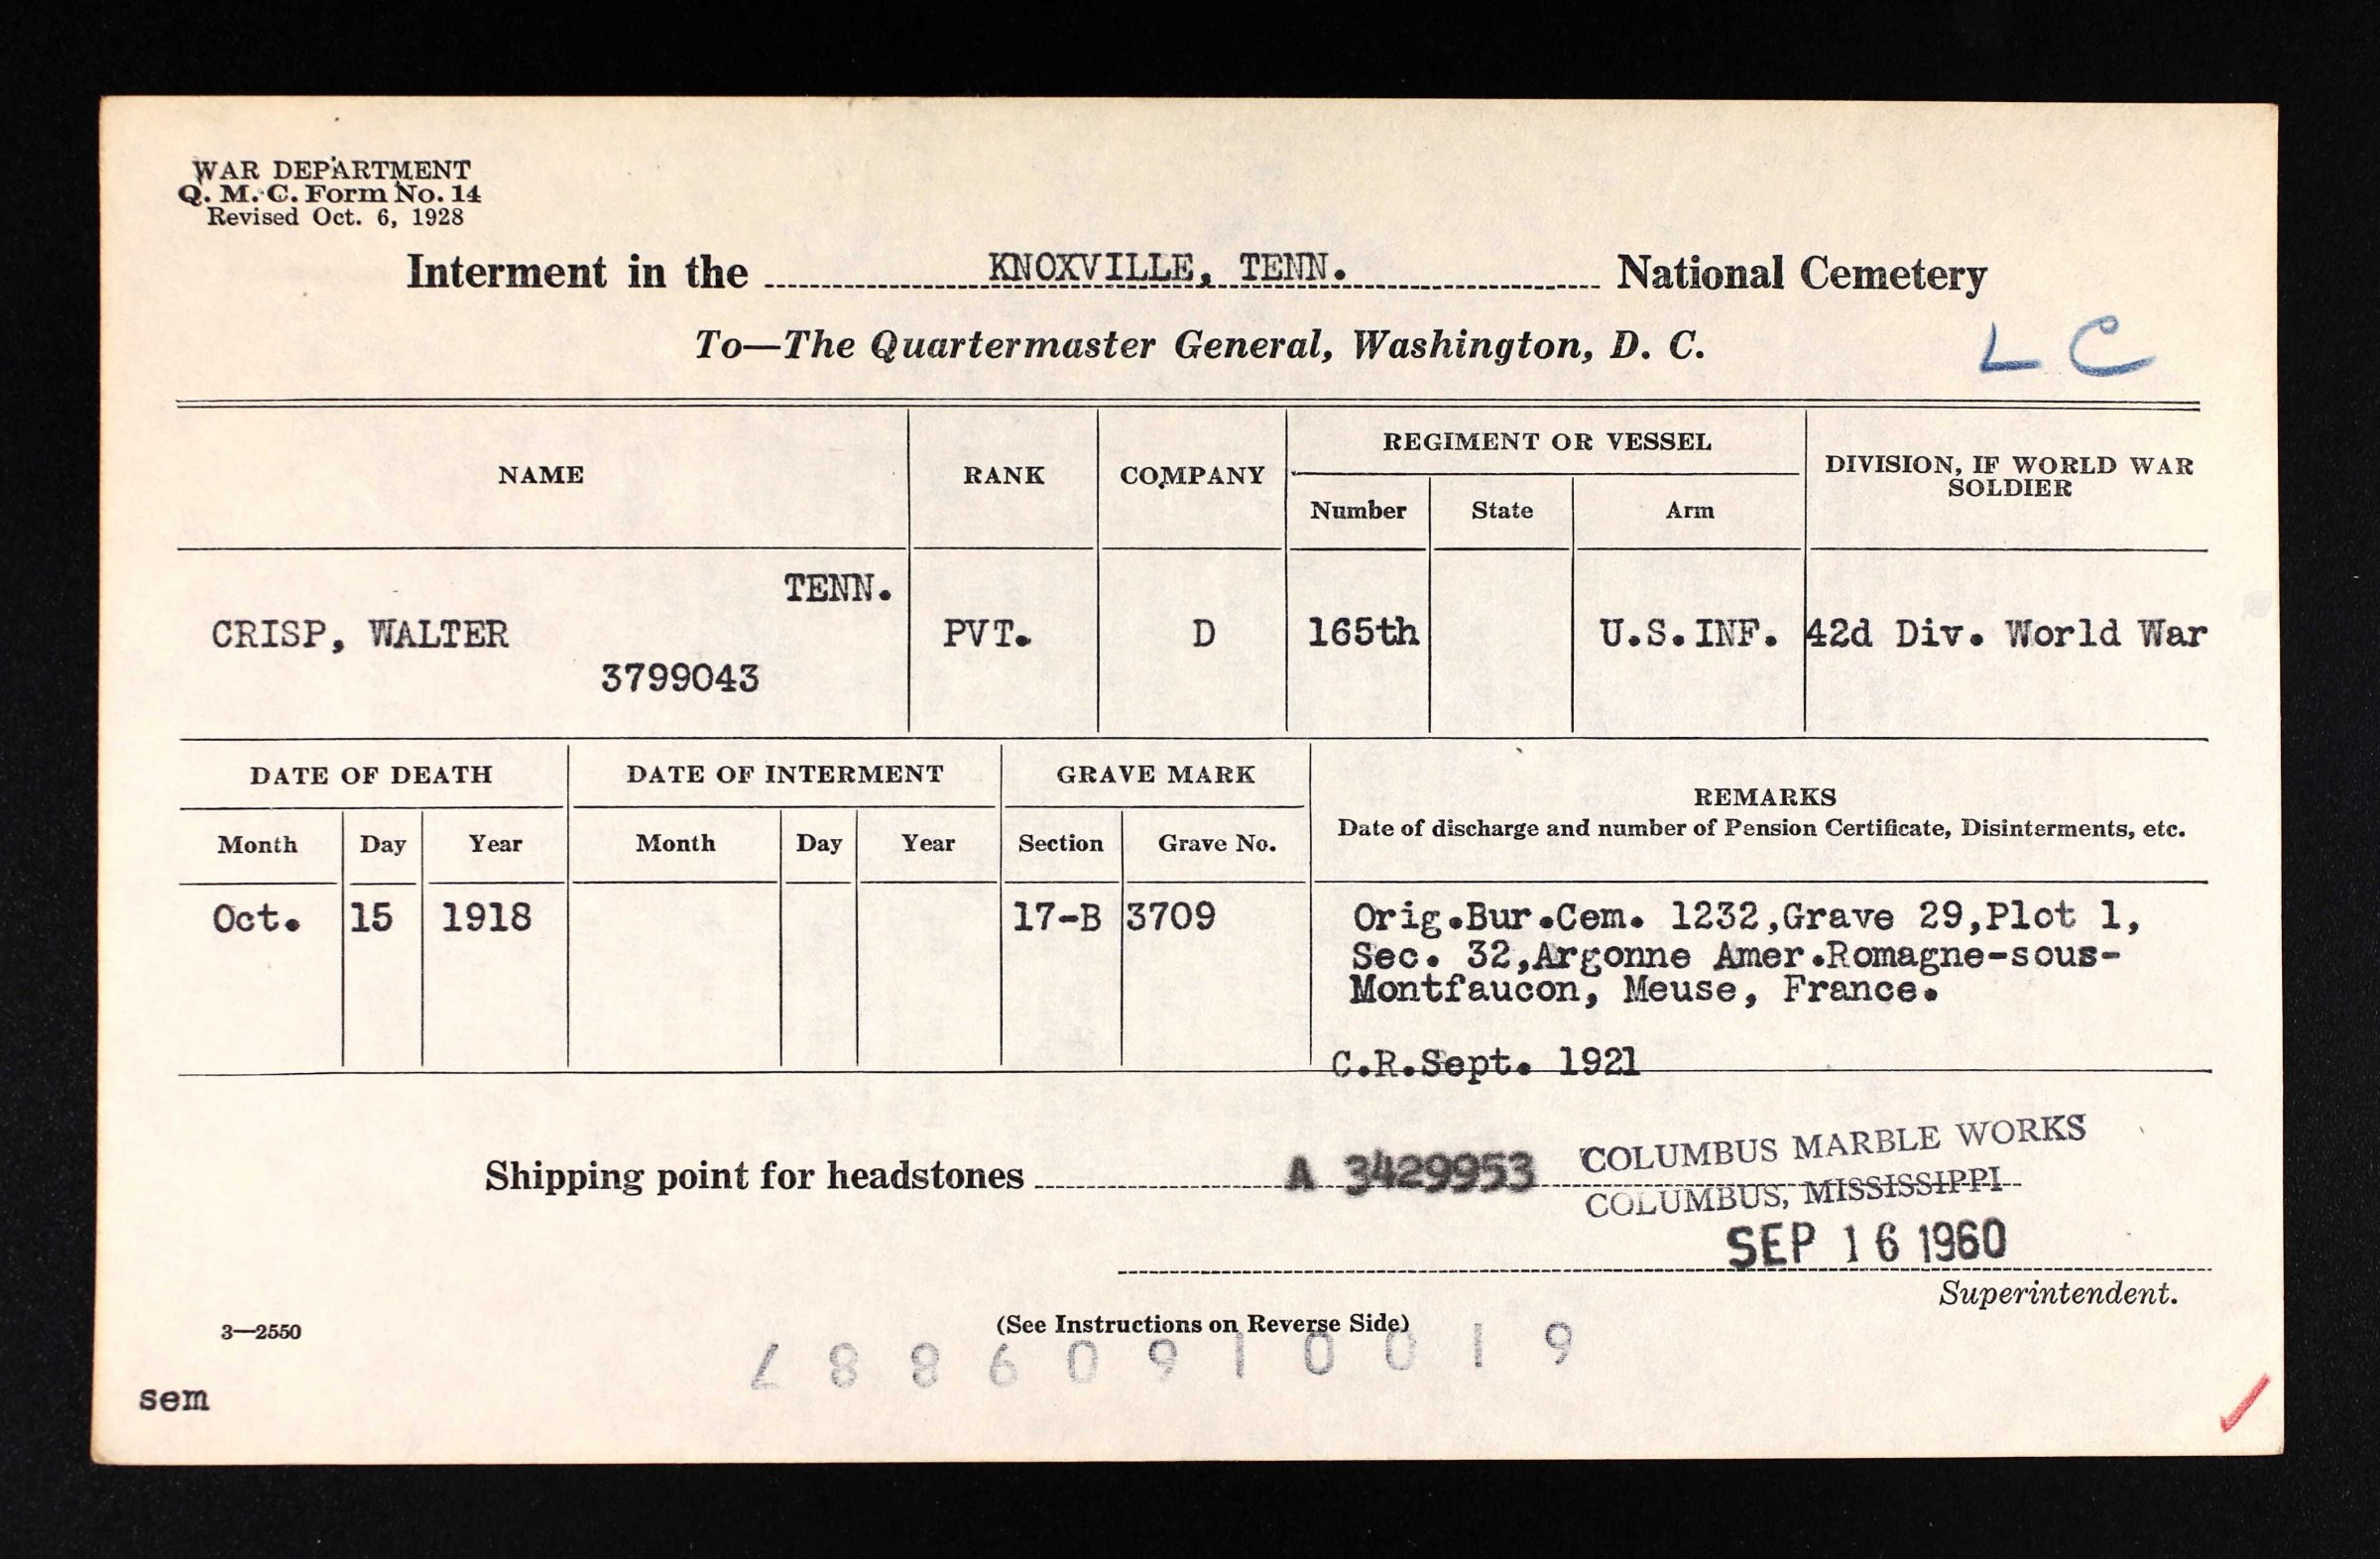 WAR DEPARTMENT
Q. M. C. Form No. 14
Revised Oct. 6, 1928
Interment in the KNOXVILLE, TENN. National Cemetery
To—The Quartermaster General, Washington, D. C.
L C
NAME
RANK
COMPANY
REGIMENT OR VESSEL
Number
State
Arm
DIVISION, IF WORLD WAR
SOLDIER
TENN.
CRISP, WALTER
3799043
PVT.
D
165th
U.S.INF.
42d Div. World War
DATE OF DEATH
Month
Day
Year
DATE OF INTERMENT
Month
Day
Year
GRAVE MARK
Section
Grave No.
REMARKS
Date of discharge and number of Pension Certificate, Disinterments, etc.
Oct.
15
1918
17-B
3709
Orig.Bur.Cem. 1232,Grave 29,Plot 1,
Sec. 32,Argonne Amer.Romagne-sous-
Montfaucon, Meuse, France.
C.R.Sept. 1921
Shipping point for headstones A 3429953
COLUMBUS MARBLE WORKS
COLUMBUS, MISSISSIPPI
SEP 16 1960
Superintendent.
(See Instructions on Reverse Side)
3—2550
61001609887
sem